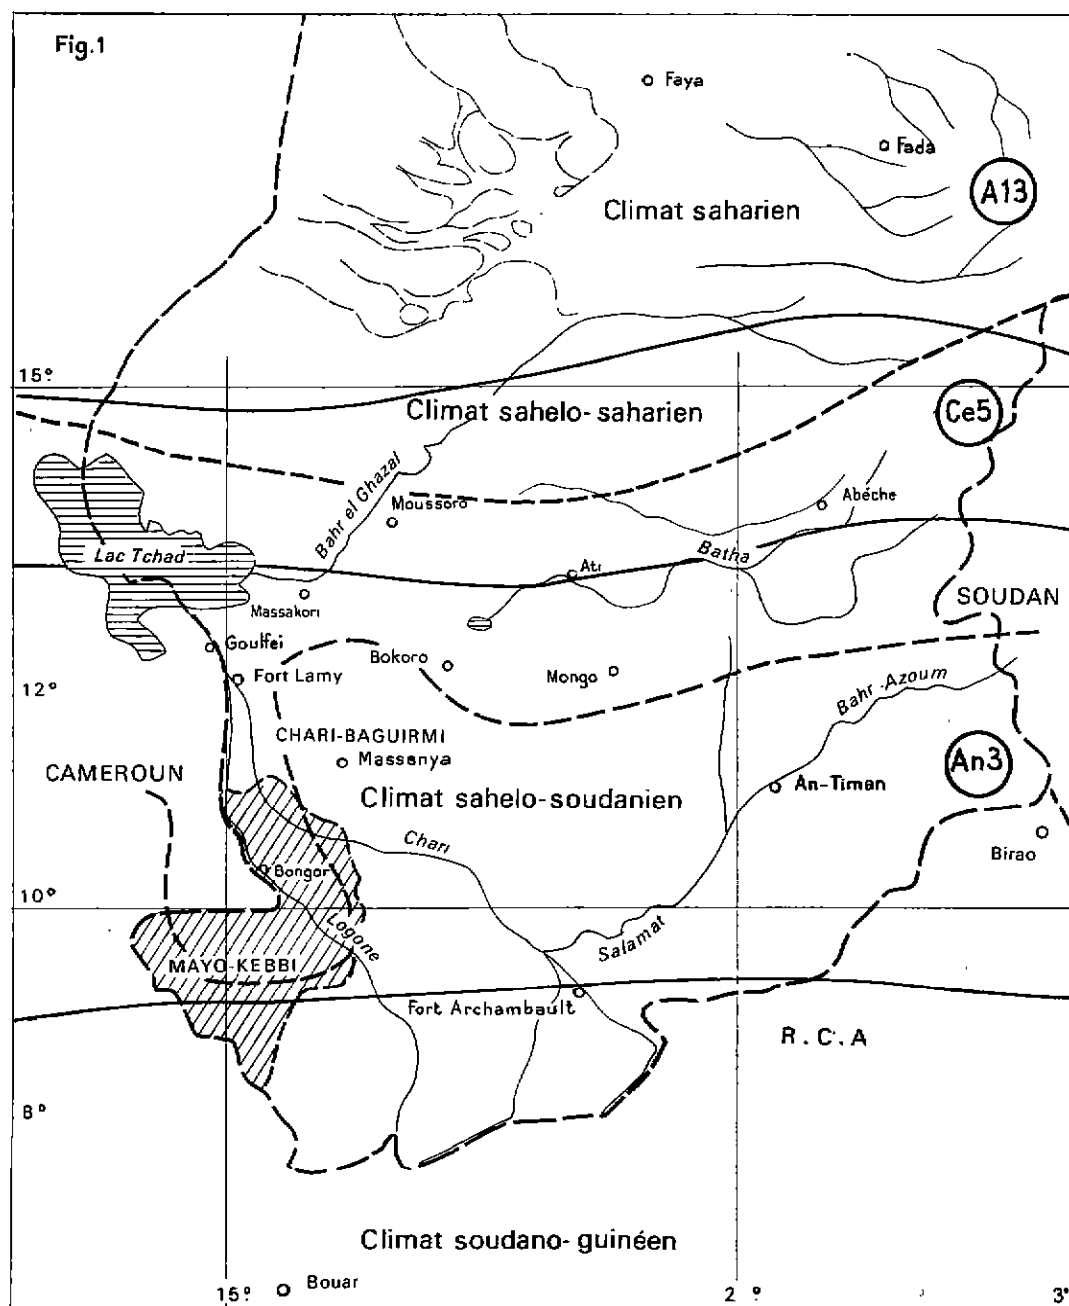 Fig.1
Faya
Fada
A13
Climat saharien
15°
Climat sahelo-saharien
Ce5
Bahr el Ghazal
Moussoro
Abéche
Lac Tchad
Batha
Ati
Massakori
SOUDAN
Goulfei
Bokoro
Mongo
12°
Fort Lamy
Bahr-Azoum
CHARI-BAGUIRMI
Massenya
CAMEROUN
An3
Climat sahelo-soudanien
An-Timan
Chari
Birao
Bongor
10°
Logone
Salamat
MAYO-KEBBI
Fort Archambault
R.C.A
8°
Climat soudano-guinéen
Bouar
15°
2°
3°